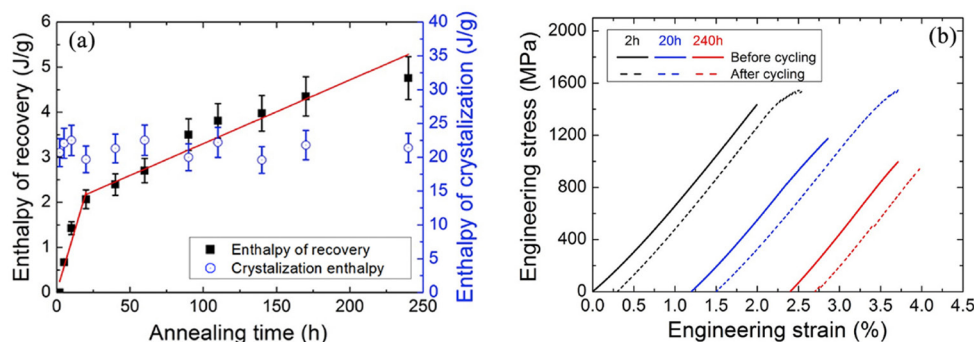 (a)
Enthalpy of recovery (J/g)
6
5
4
3
2
1
0
40
35
30
25
20
15
10
5
0
Enthalpy of crystalization (J/g)
Enthalpy of recovery
Crystalization enthalpy
0 50 100 150 200 250
Annealing time (h)
(b)
Engineering stress (MPa)
2000
1600
1200
800
400
0
2h 20h 240h
Before cycling
After cycling
0.0 0.5 1.0 1.5 2.0 2.5 3.0 3.5 4.0 4.5
Engineering strain (%)